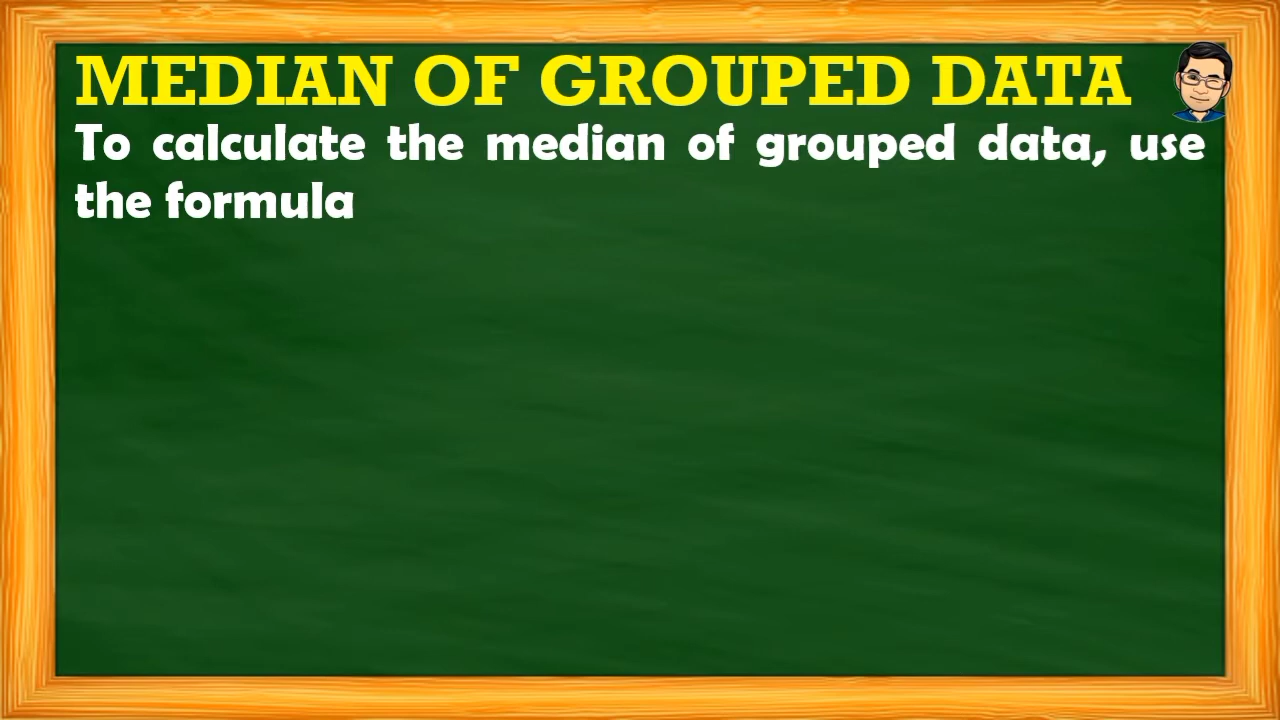 MEDIAN OF GROUPED DATA
To calculate the median of grouped data, use
the formula